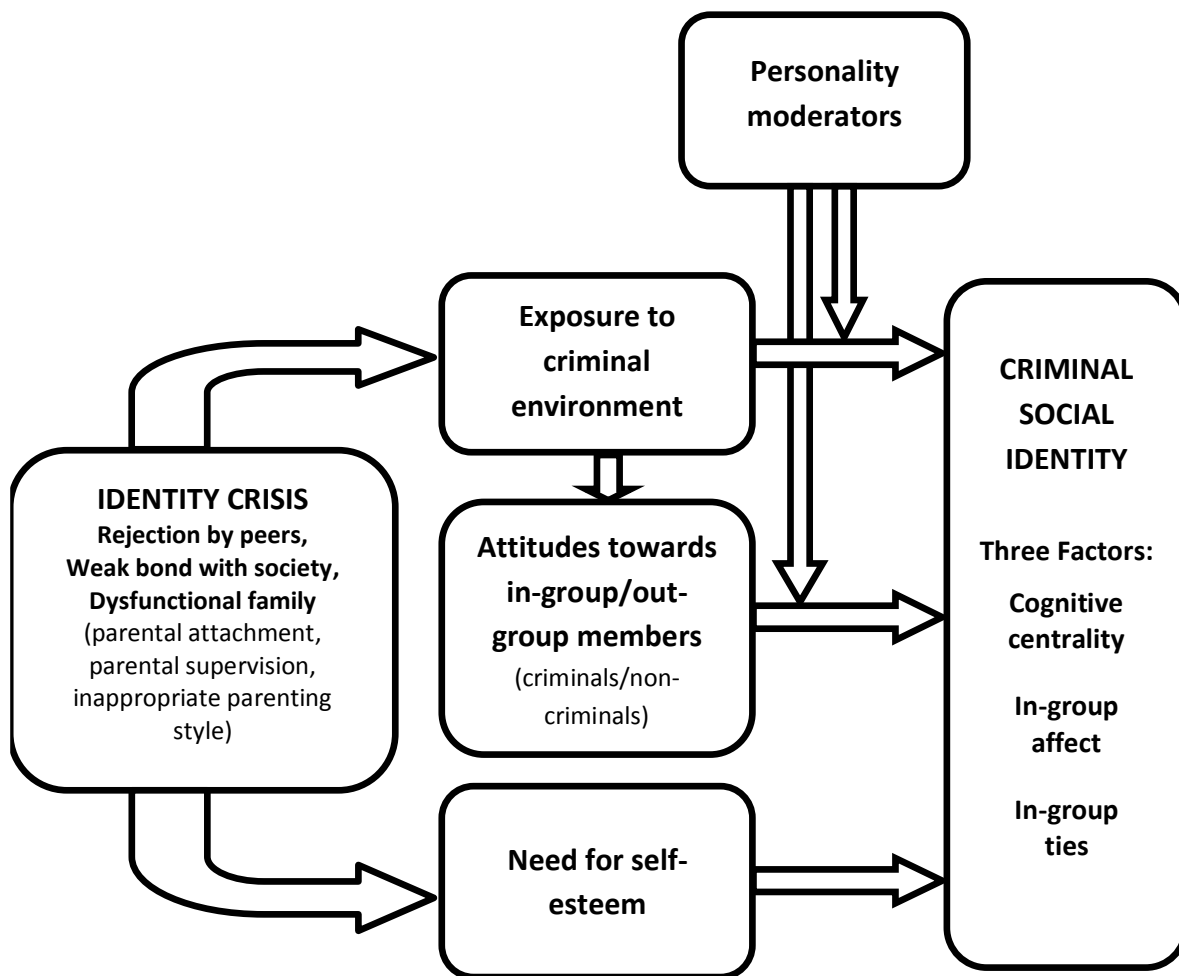 Personality
moderators
Exposure to
criminal
environment
IDENTITY CRISIS
Rejection by peers,
Weak bond with society,
Dysfunctional family
(parental attachment,
parental supervision,
inappropriate parenting
style)
Attitudes towards
in-group/out-
group members
(criminals/non-
criminals)
Need for self-
esteem
CRIMINAL
SOCIAL
IDENTITY
Three Factors:
Cognitive
centrality
In-group
affect
In-group
ties